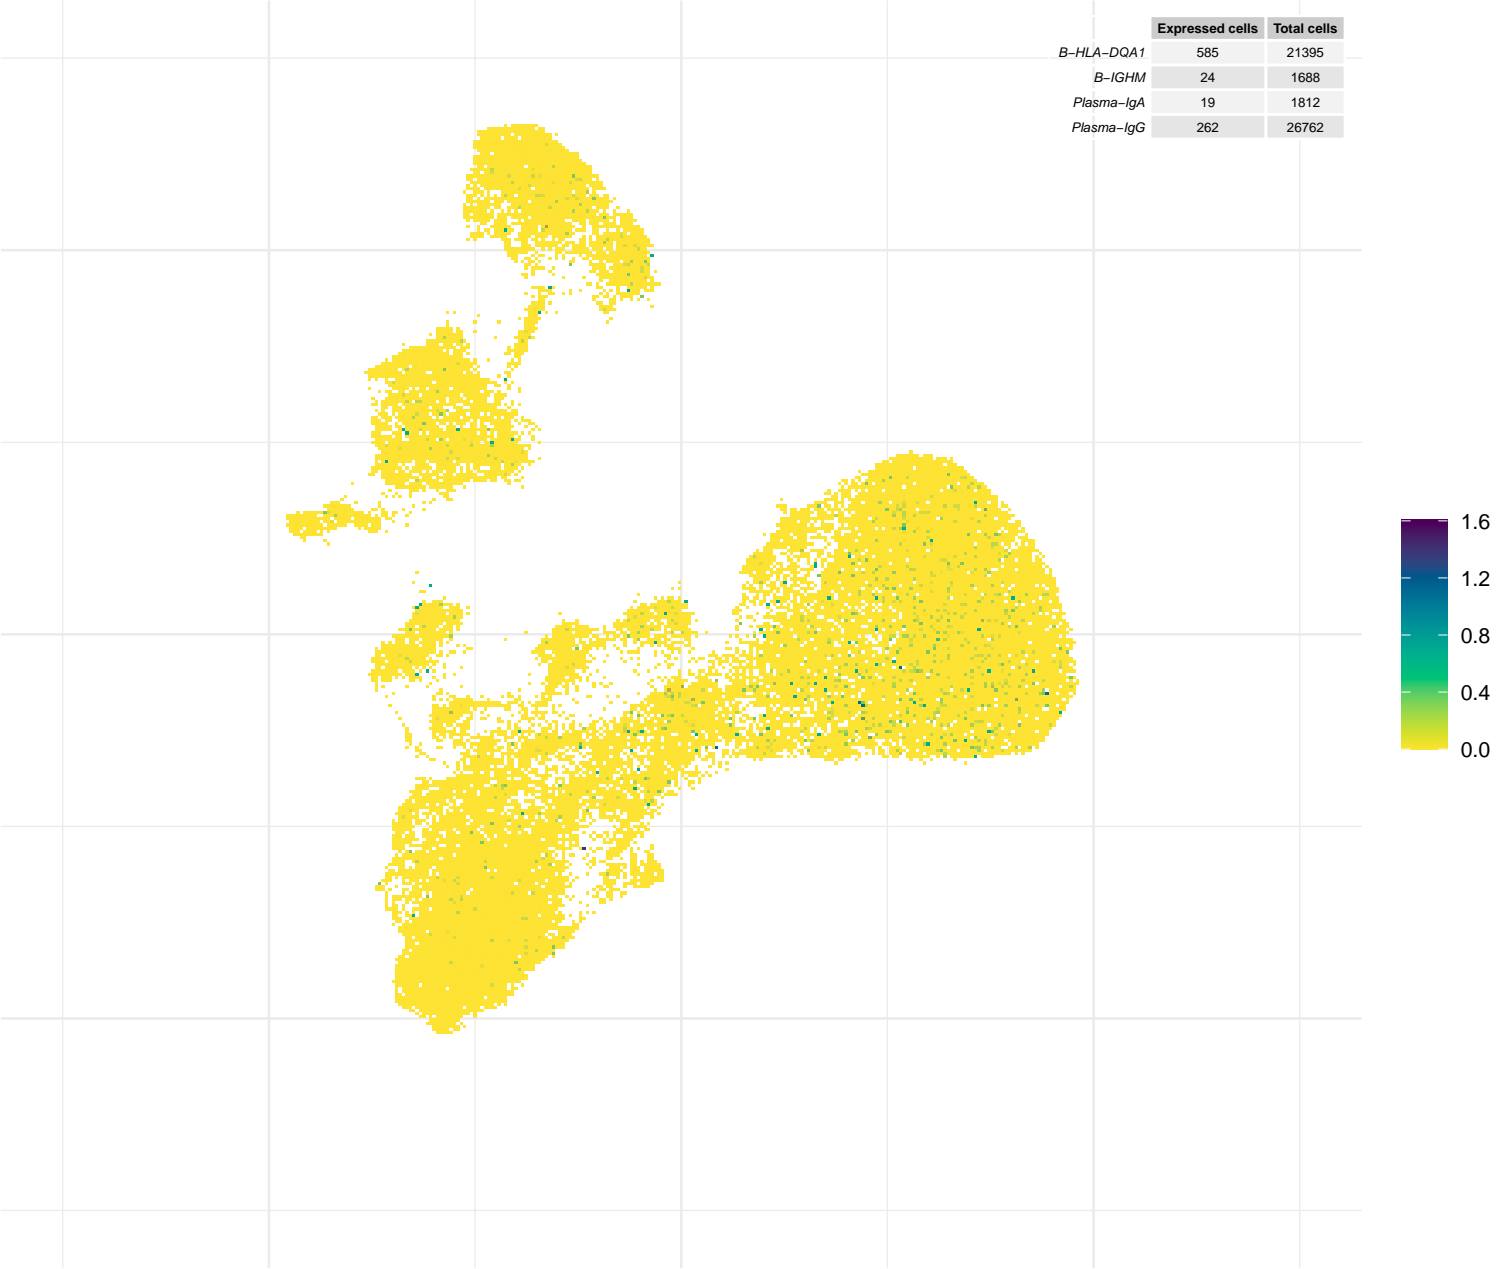 Expressed cells Total cells
B−HLA−DQA1 585 21395
B−IGHM 24 1688
Plasma−IgA 19 1812
Plasma−IgG 262 26762
1.6
1.2
0.8
0.4
0.0